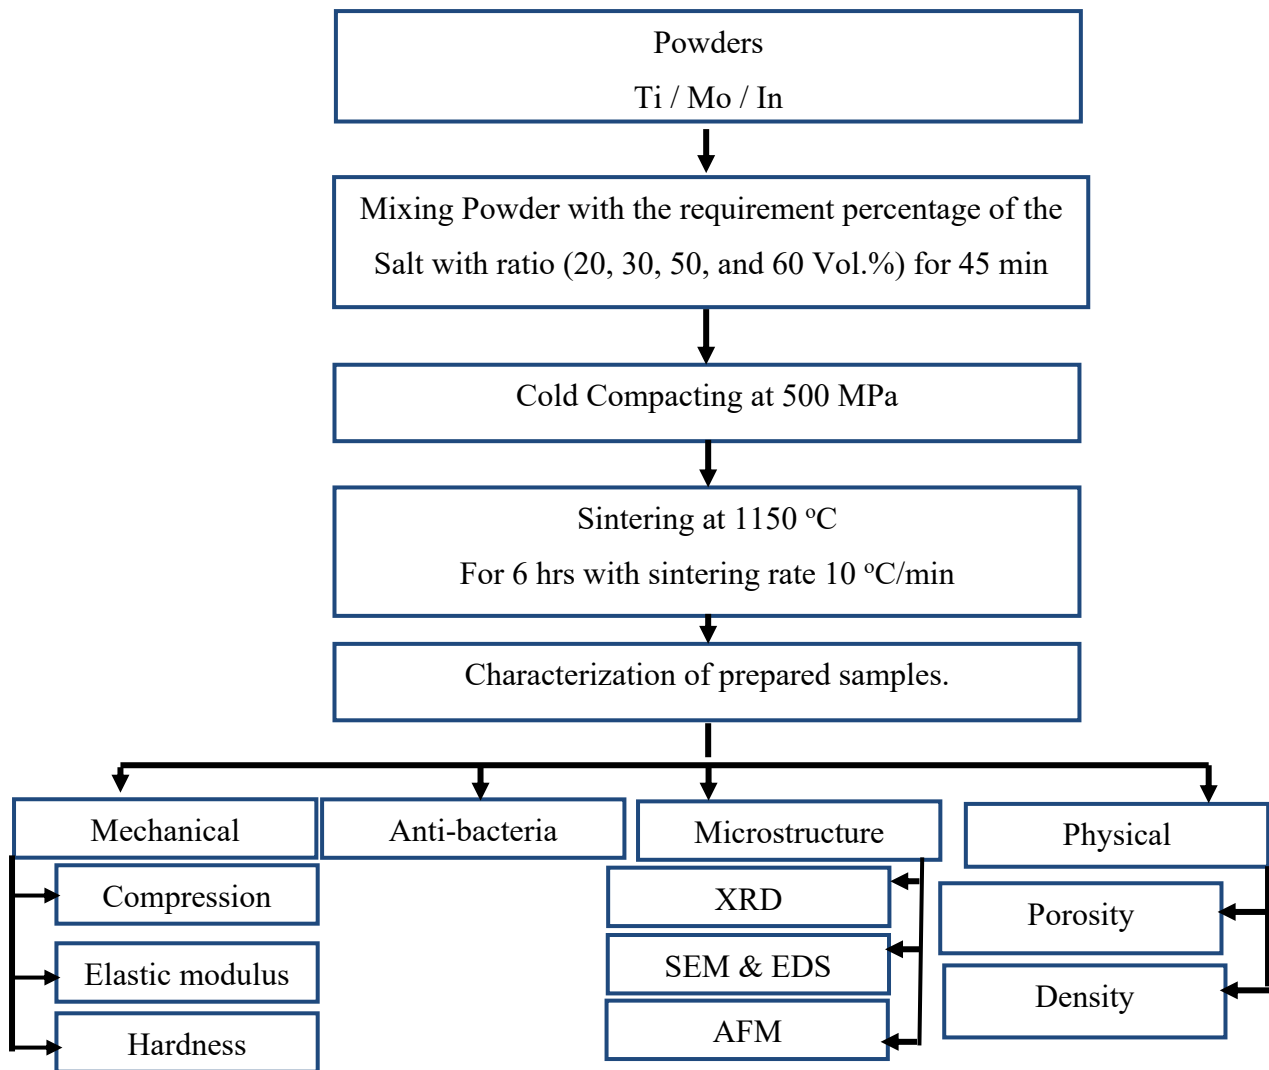 Powders
Ti / Mo / In
Mixing Powder with the requirement percentage of the
Salt with ratio (20, 30, 50, and 60 Vol.%) for 45 min
Cold Compacting at 500 MPa
Sintering at 1150 ºC
For 6 hrs with sintering rate 10 ºC/min
Characterization of prepared samples.
Mechanical
Compression
Elastic modulus
Hardness
Anti-bacteria
Microstructure
XRD
SEM & EDS
AFM
Physical
Porosity
Density